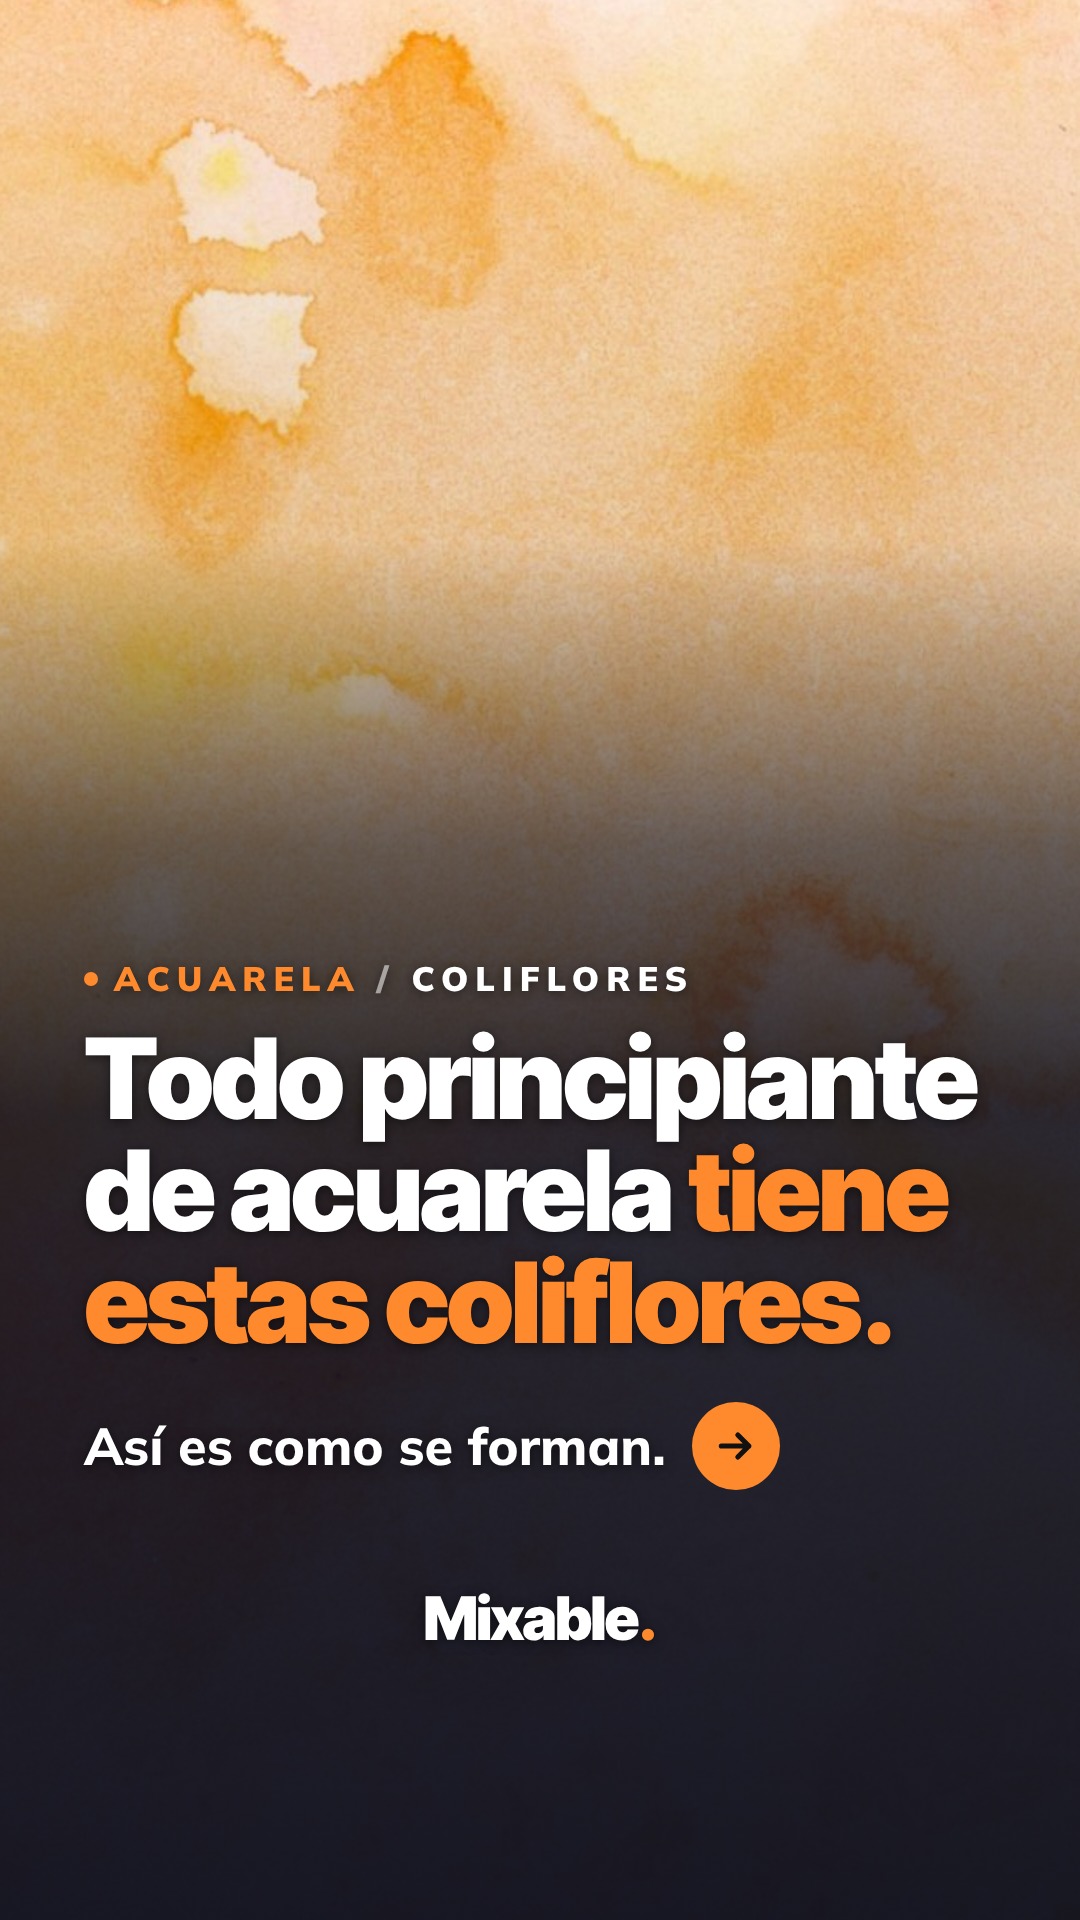 • ACUARELA / COLIFLORES
Todo principiante
de acuarela tiene
estas coliflores.
Así es como se forman. →
Mixable.